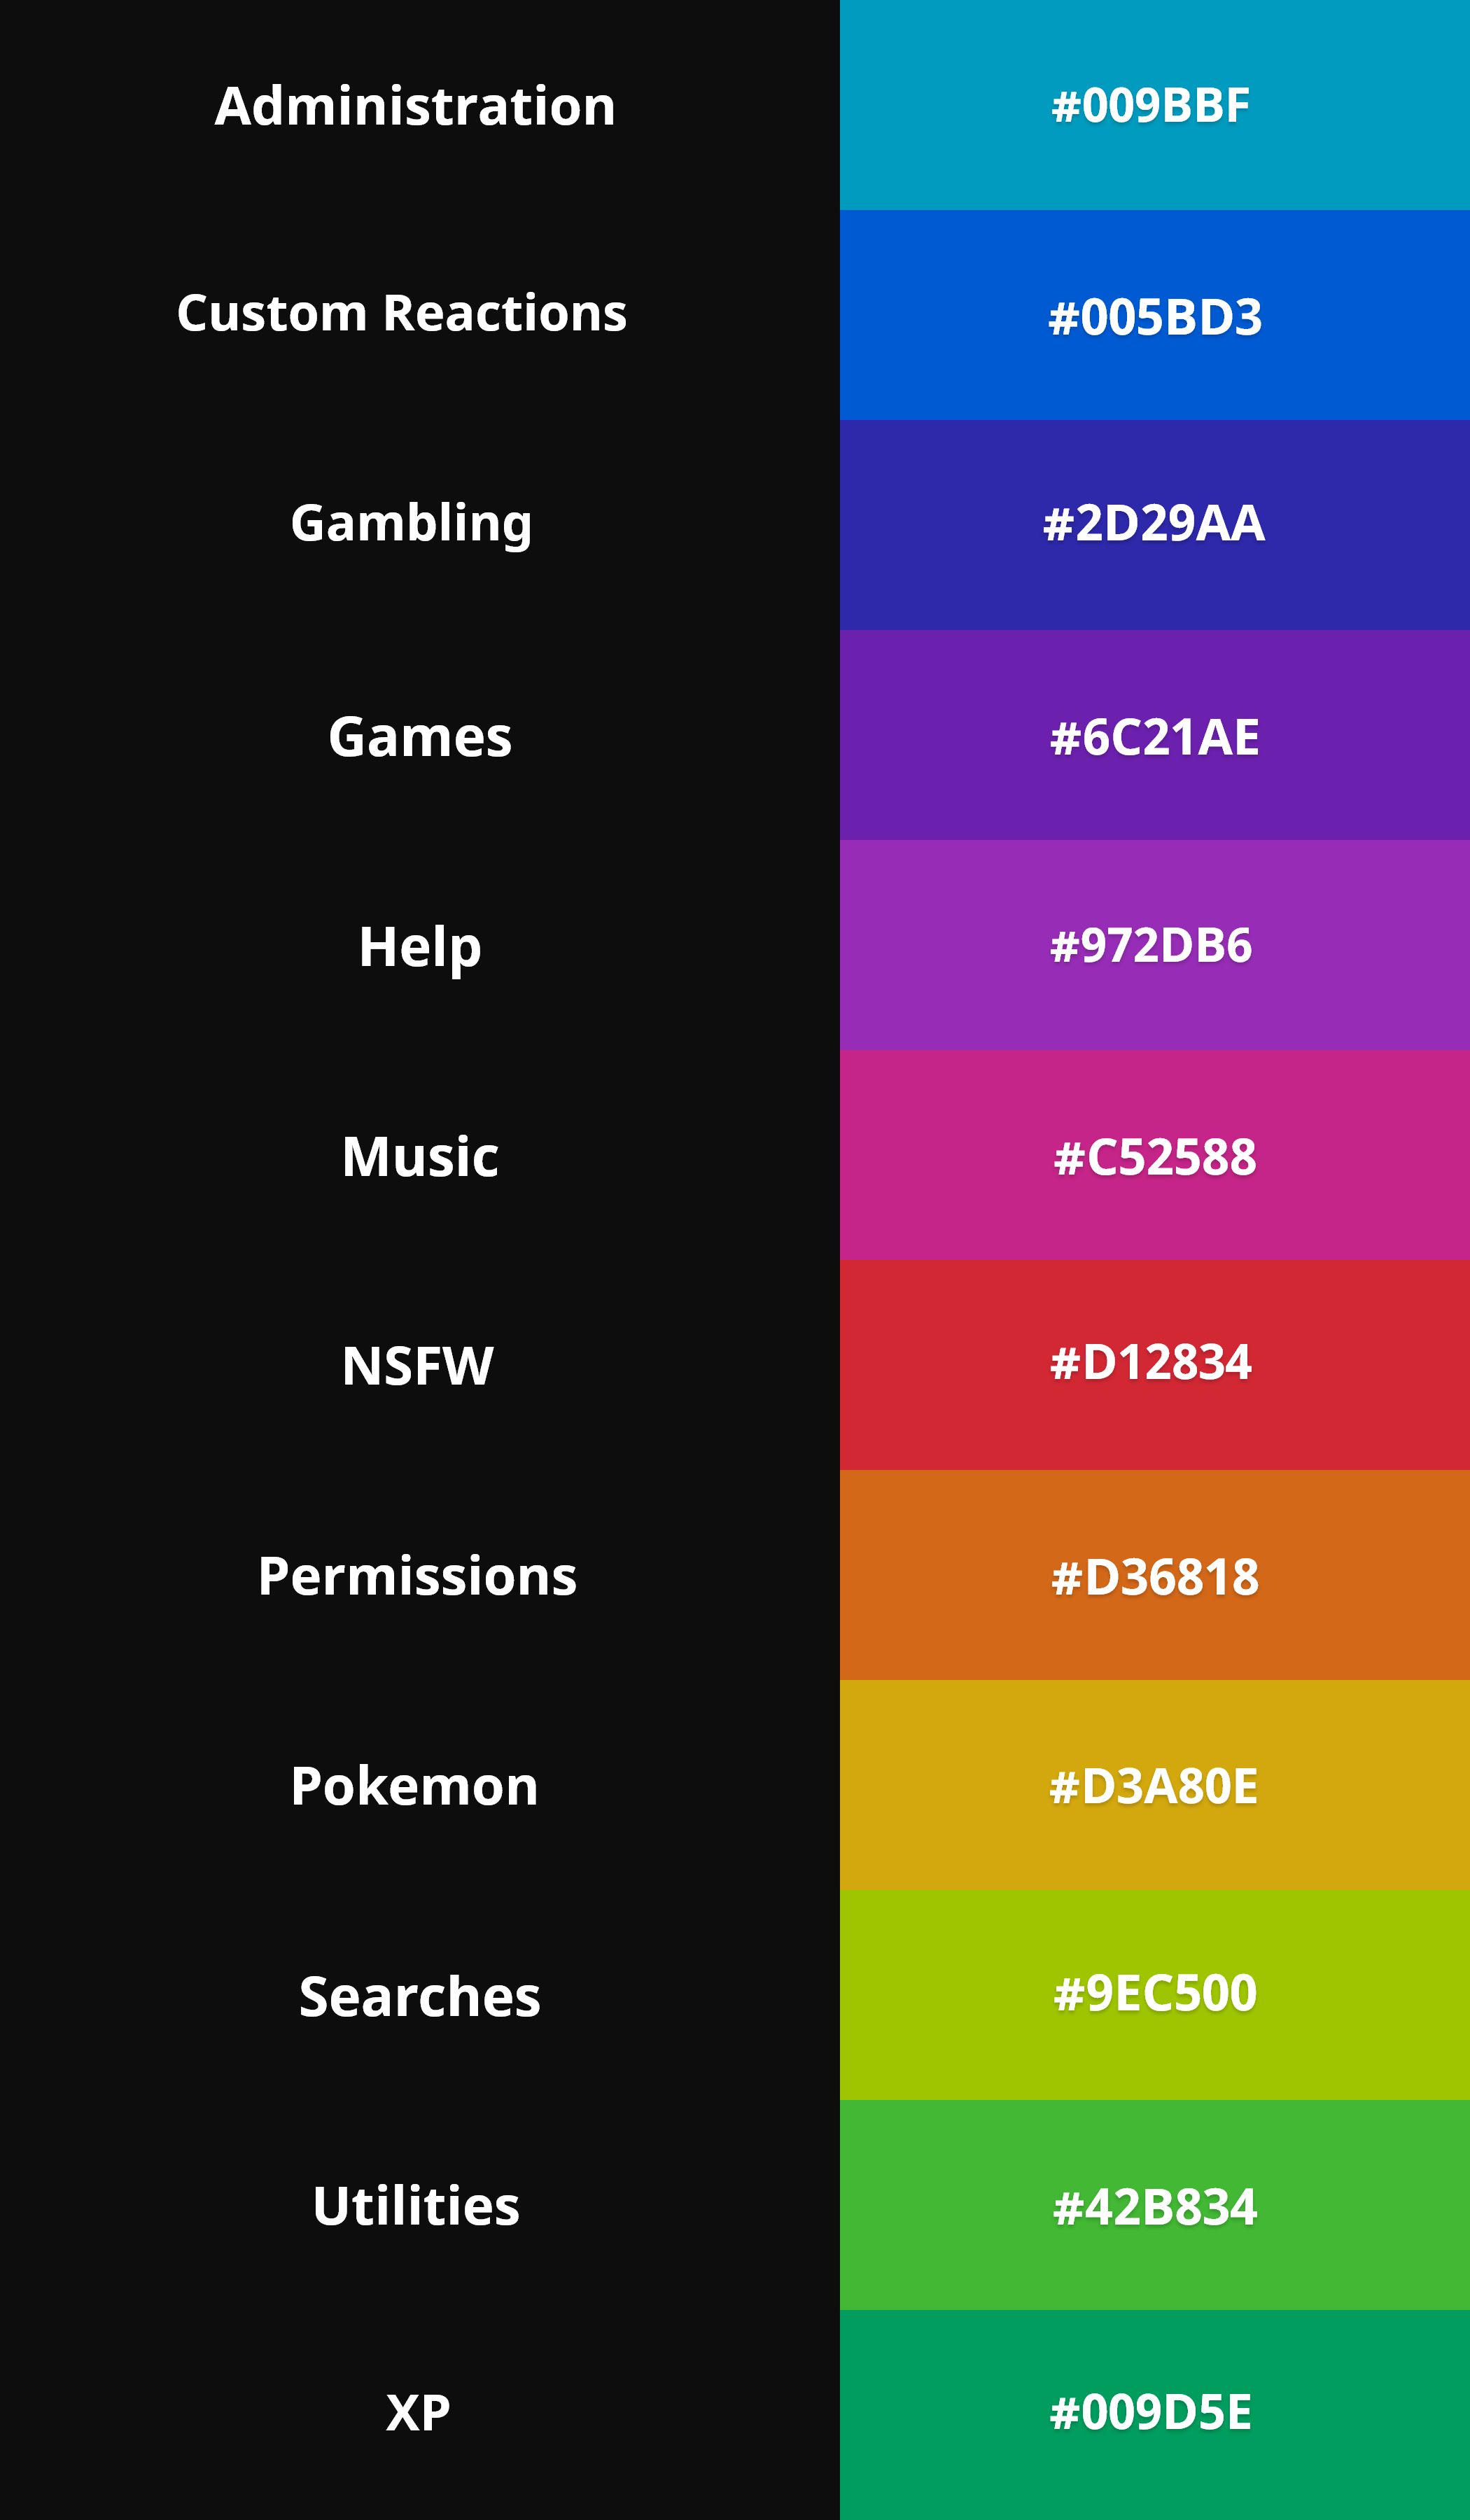 Administration #009BBF
Custom Reactions #005BD3
Gambling #2D29AA
Games #6C21AE
Help #972DB6
Music #C52588
NSFW #D12834
Permissions #D36818
Pokemon #D3A80E
Searches #9EC500
Utilities #42B834
XP #009D5E